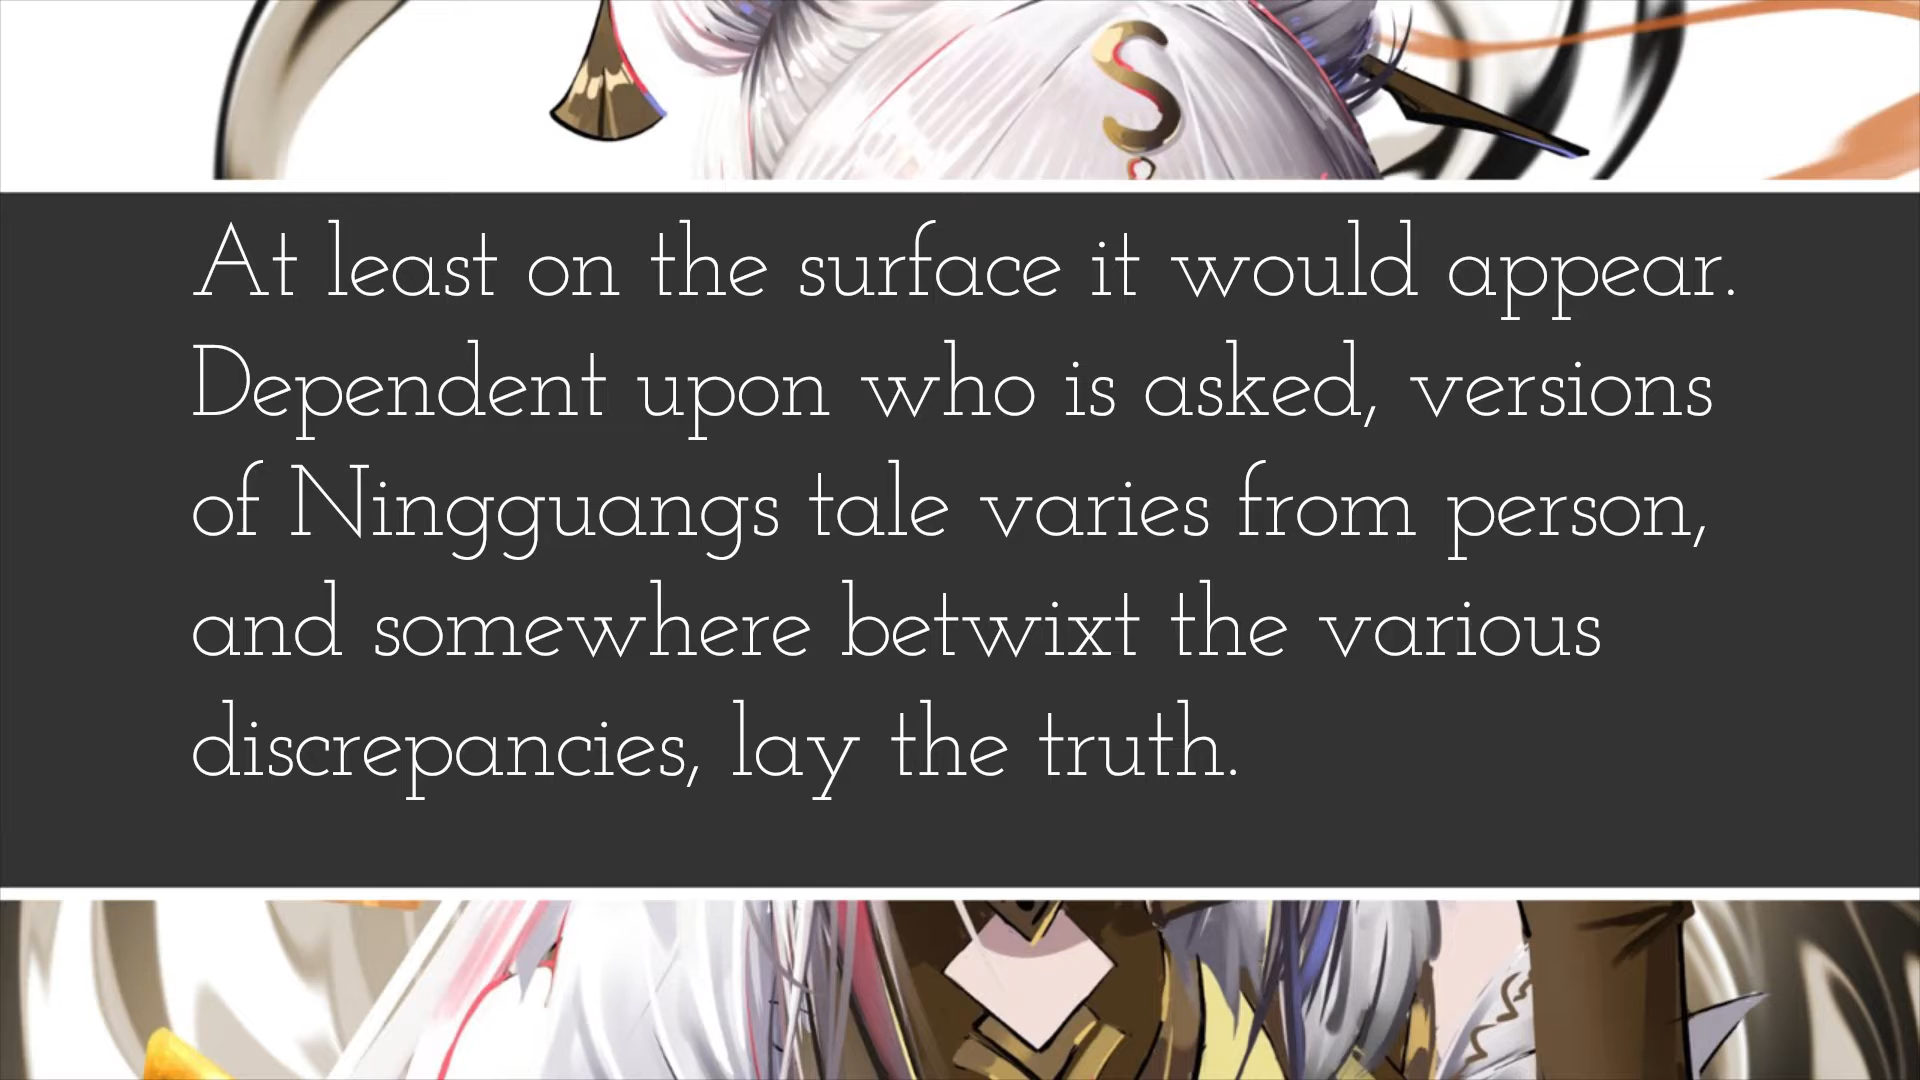 At least on the surface it would appear.
Dependent upon who is asked, versions
of Ningguangs tale varies from person,
and somewhere betwixt the various
discrepancies, lay the truth.